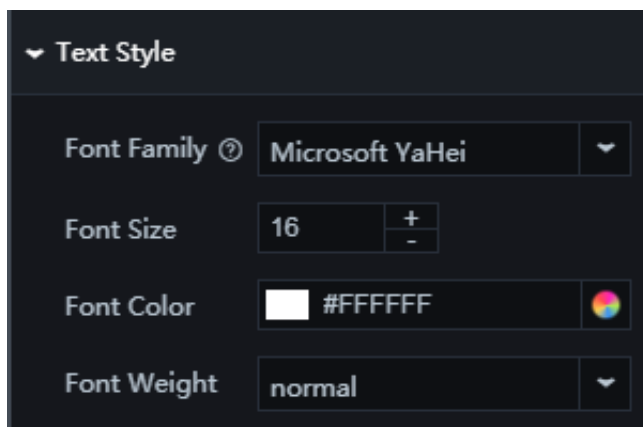 Text Style
Font Family ? Microsoft YaHei
Font Size 16 + -
Font Color #FFFFFF
Font Weight normal